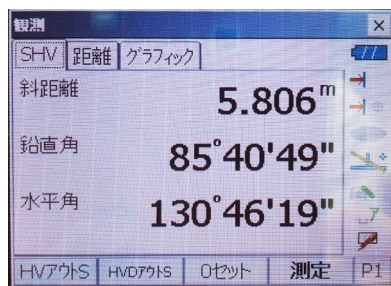 観測 ×
SHV 距離 グラフィック
斜距離 5.806m
鉛直角 85°40'49"
水平角 130°46'19"
HVアウトS HVDアウトS 0セット 測定 P1